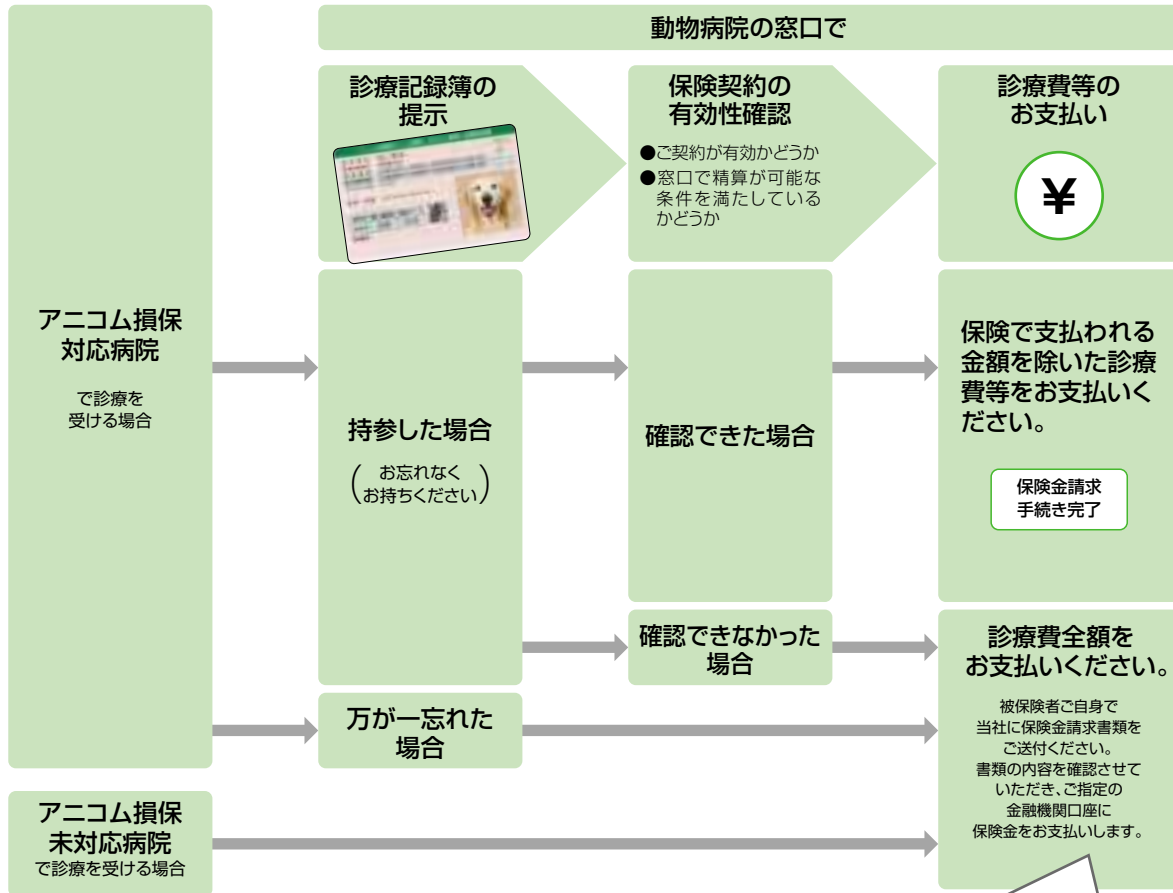 動物病院の窓口で
診療記録簿の
提示
保険契約の
有効性確認
●ご契約が有効かどうか
●窓口で精算が可能な
条件を満たしている
かどうか
診療費等の
お支払い
¥
アニコム損保
対応病院
で診療を
受ける場合
持参した場合
(お忘れなく
お持ちください)
確認できた場合
保険で支払われる
金額を除いた診療
費等をお支払いく
ださい。
保険金請求
手続き完了
確認できなかった
場合
診療費全額を
お支払いください。
被保険者ご自身で
当社に保険金請求書類を
ご送付ください。
書類の内容を確認させて
いただき、ご指定の
金融機関口座に
保険金をお支払いします。
万が一忘れた
場合
アニコム損保
未対応病院
で診療を受ける場合